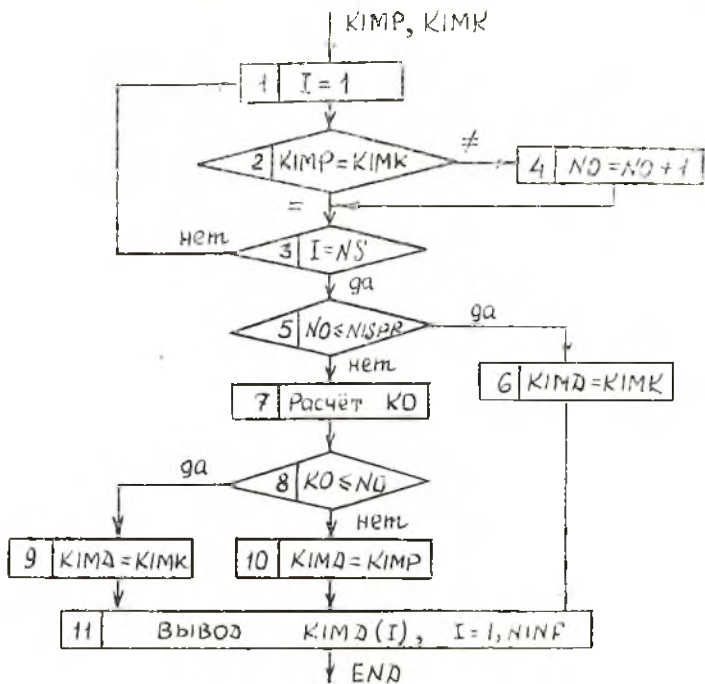 KIMP, KIMK
1 I = 1
2 KIMP = KIMK
≠
4 NO = NO + 1
=
нет
3 I = NS
да
5 NO ≤ NISPR
да
нет
6 KIMD = KIMK
7 Расчёт KO
да
8 KO ≤ NO
нет
9 KIMD = KIMK
10 KIMD = KIMP
11 ВЫВОД KIMD(I), I = 1, NINF
END